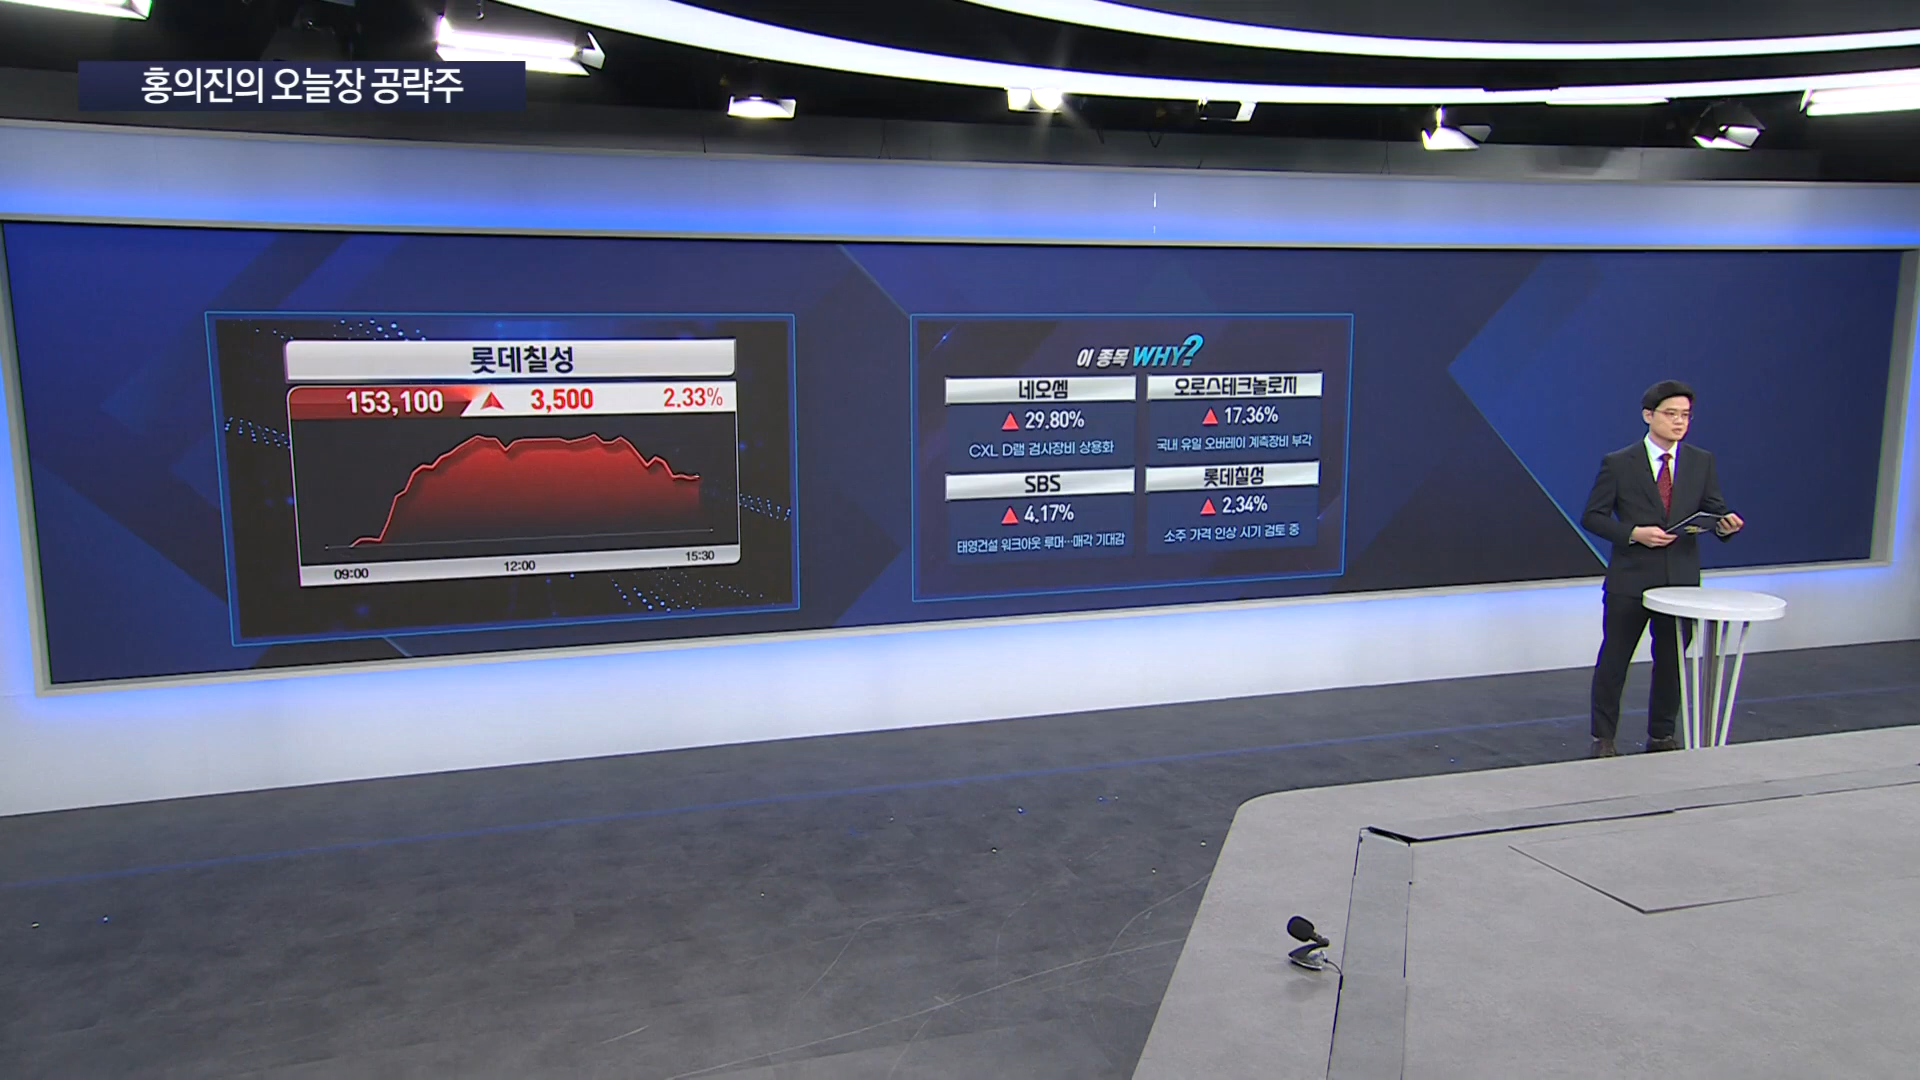 홍의진의 오늘장 공략주
롯데칠성
153,100 ▲ 3,500 2.33%
09:00 12:00 15:30
이 종목 WHY?
네오셈
▲ 29.80%
CXL D램 검사장비 상용화
오로스테크놀로지
▲ 17.36%
국내 유일 오버레이 계측장비 부각
SBS
▲ 4.17%
태영건설 워크아웃 루머…매각 기대감
롯데칠성
▲ 2.34%
소주 가격 인상 시기 검토 중